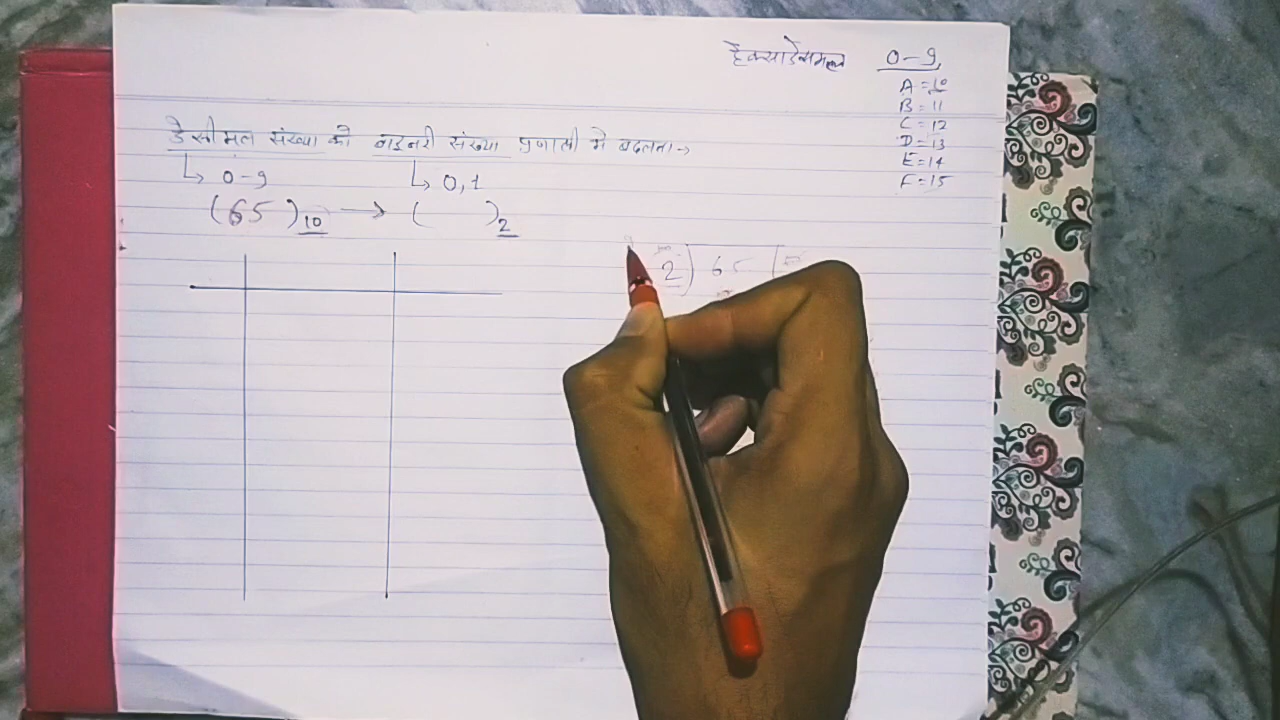 हैक्साडेसमल 0-9
A = 10
B = 11
C = 12
D = 13
E = 14
F = 15
डेसीमल संख्या को बाइनरी संख्या प्रणाली मे बदलना →
↳ 0-9 ↳ 0,1
(65)10 → ( )2
2) 65